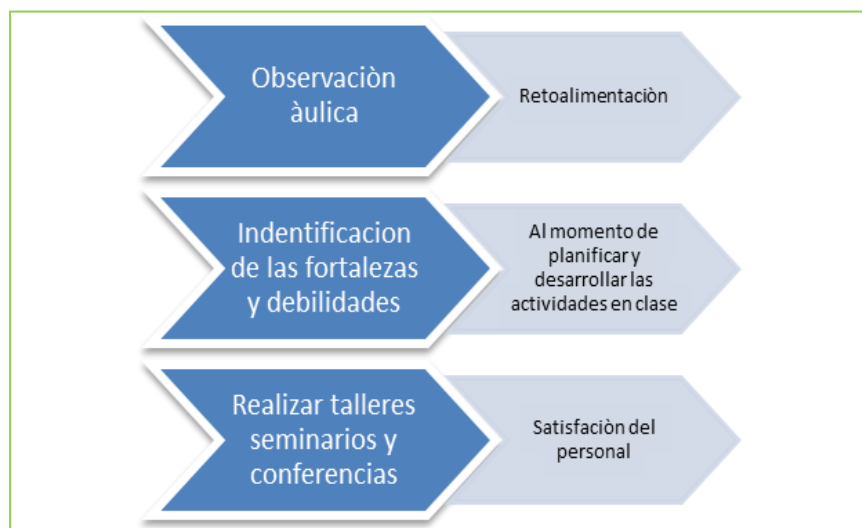 Observaciòn
àulica
Retoalimentaciòn
Indentificacion
de las fortalezas
y debilidades
Al momento de
planificar y
desarrollar las
actividades en clase
Realizar talleres
seminarios y
conferencias
Satisfaciòn del
personal